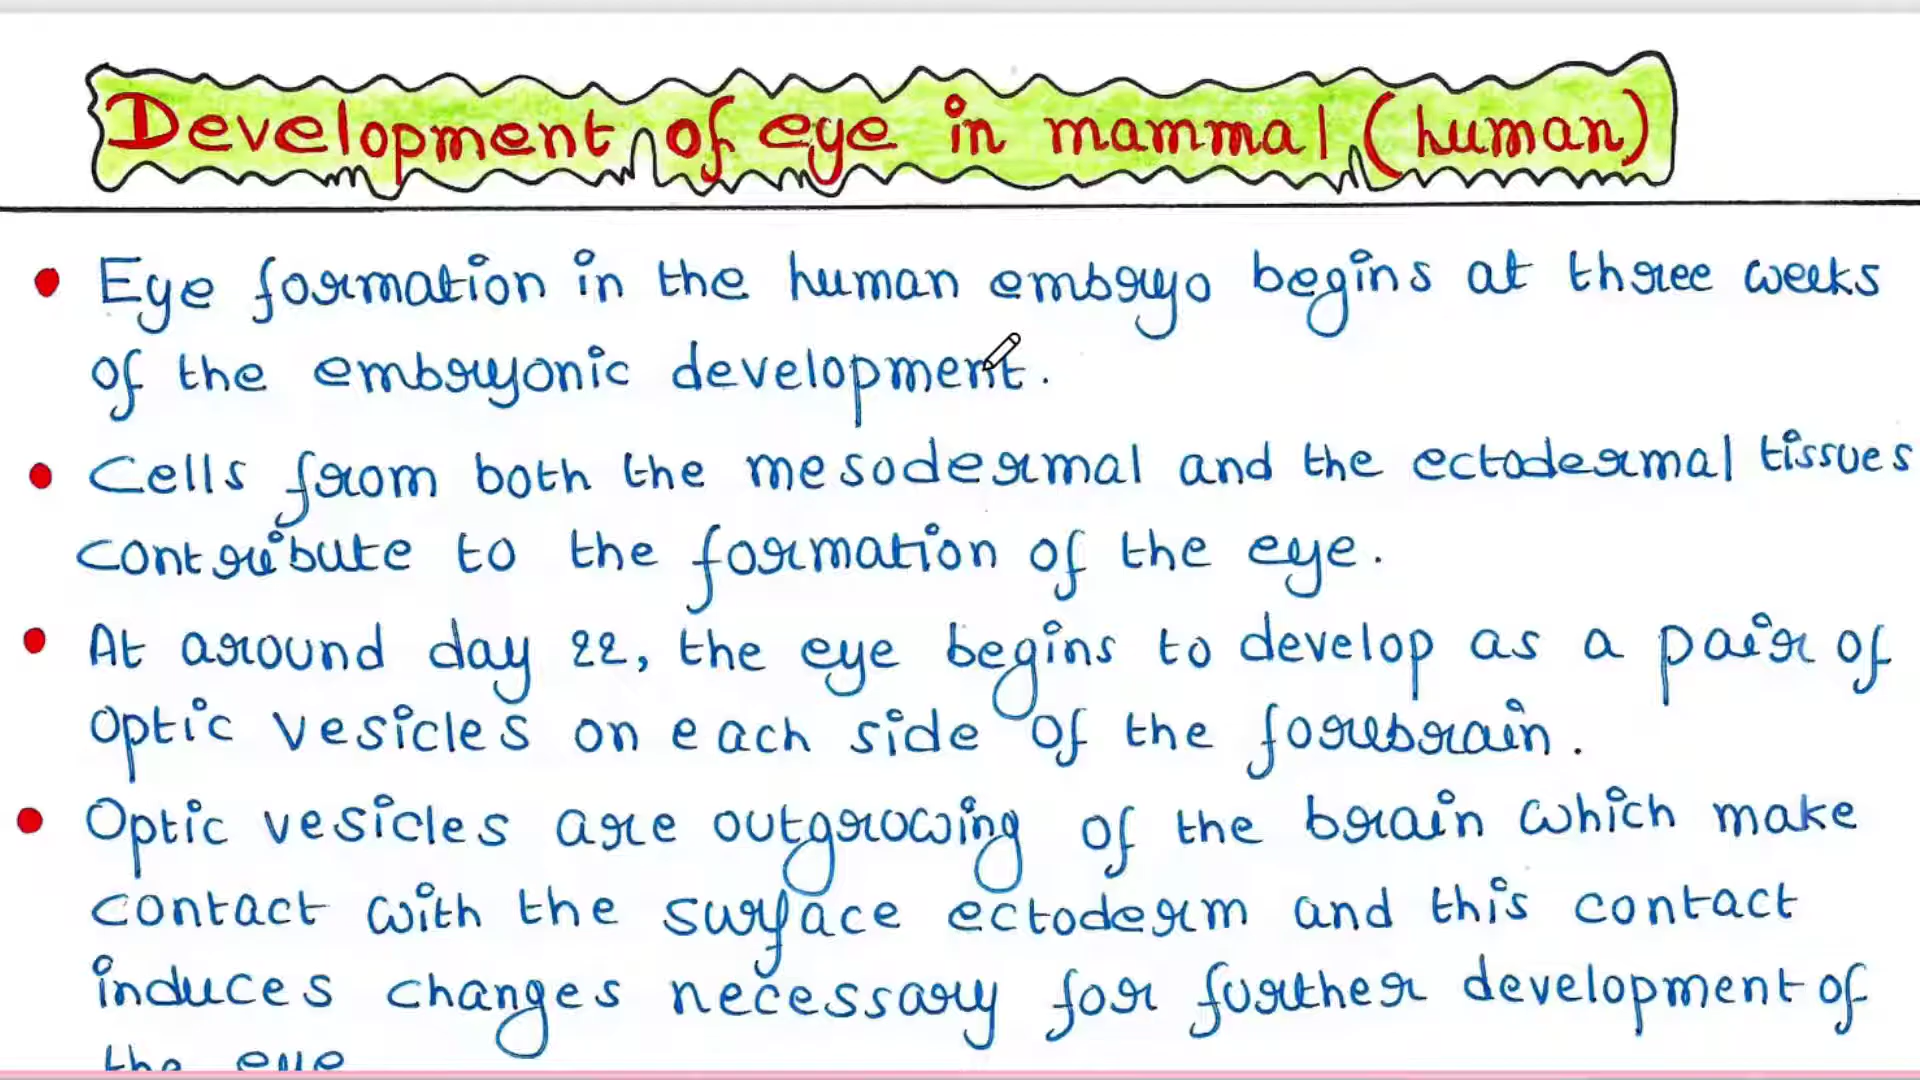 Development of eye in mammal (human)
Eye formation in the human embryo begins at three weeks
of the embryonic development.
Cells from both the mesodermal and the ectodermal tissues
contribute to the formation of the eye.
At around day 22, the eye begins to develop as a pair of
optic vesicles on each side of the forebrain.
Optic vesicles are outgrowing of the brain which make
contact with the surface ectoderm and this contact
induces changes necessary for further development of
the eye